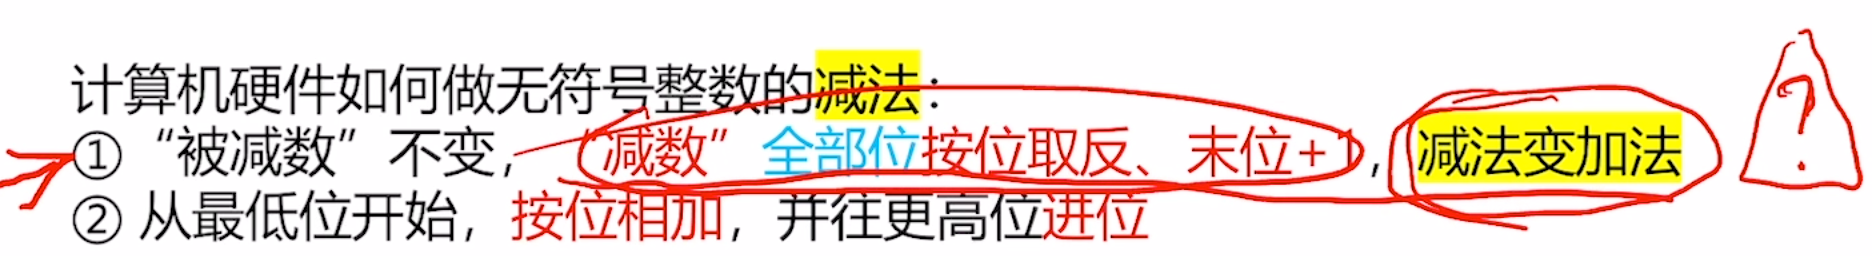 计算机硬件如何做无符号整数的减法：
①“被减数”不变，“减数”全部位按位取反、末位+1，减法变加法
② 从最低位开始，按位相加，并往更高位进位
?